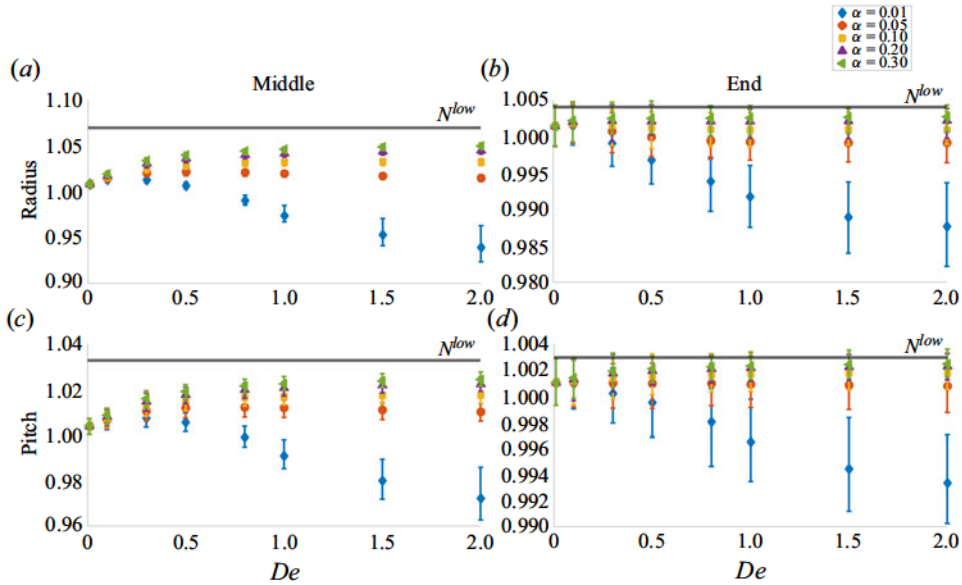 α = 0.01
α = 0.05
α = 0.10
α = 0.20
α = 0.30
(a)
Middle
(b)
End
1.10
1.05
1.00
0.95
0.90
Radius
N^low
0 0.5 1.0 1.5 2.0
1.005
1.000
0.995
0.990
0.985
0.980
N^low
0 0.5 1.0 1.5 2.0
(c)
1.04
1.02
1.00
0.98
0.96
Pitch
N^low
0 0.5 1.0 1.5 2.0
De
(d)
1.004
1.002
1.000
0.998
0.996
0.994
0.992
0.990
N^low
0 0.5 1.0 1.5 2.0
De